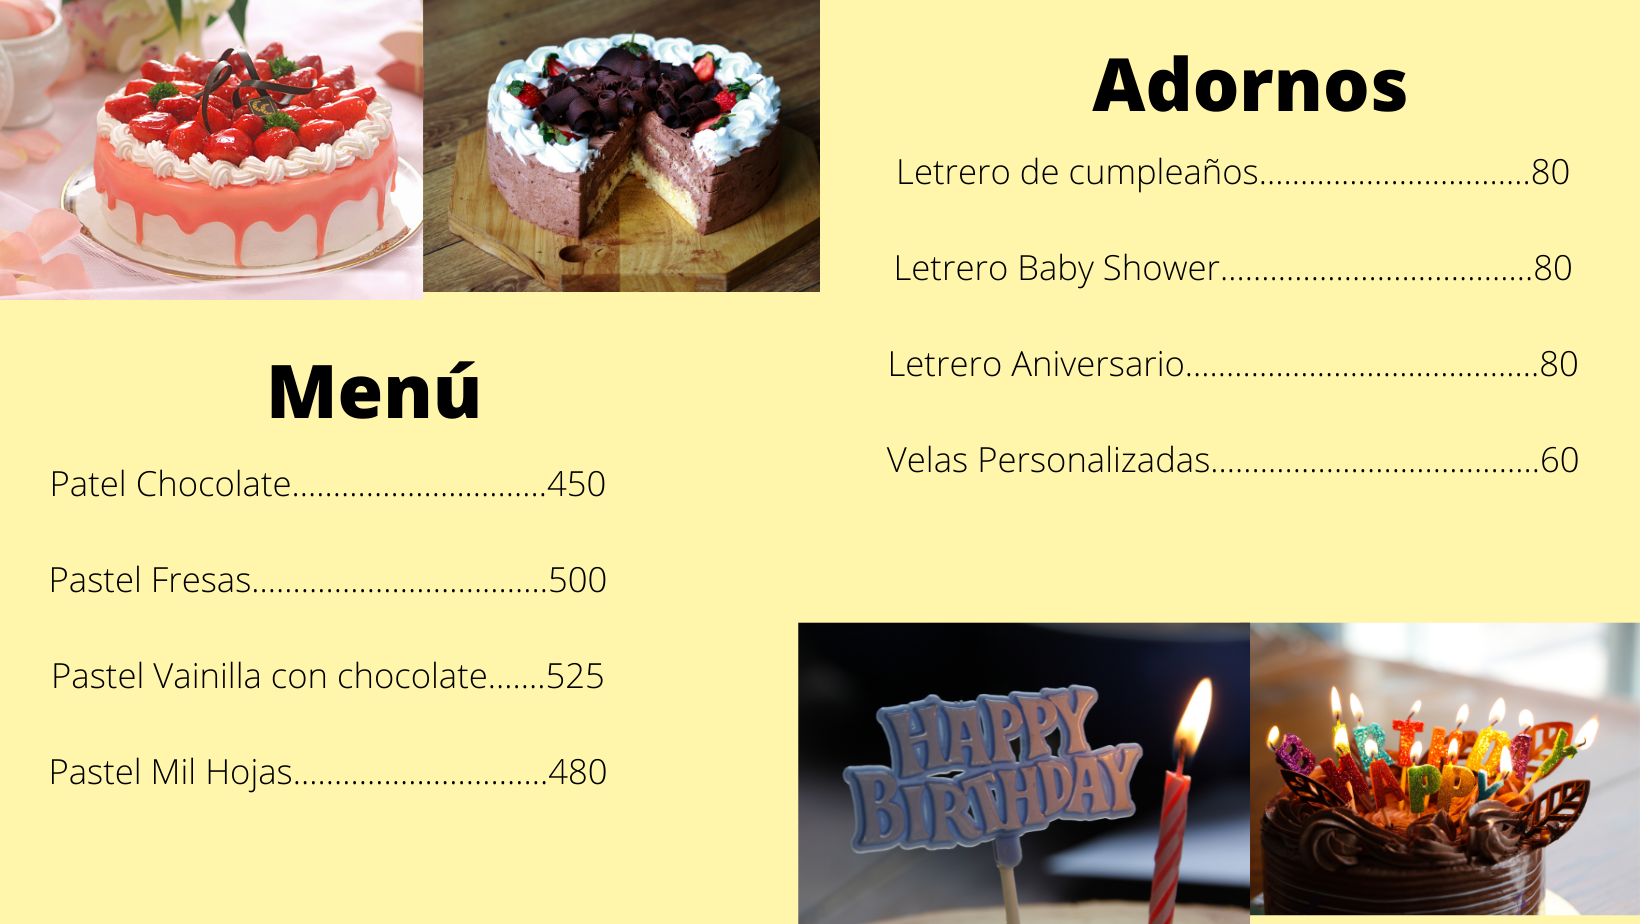 Menú
Patel Chocolate...............................450
Pastel Fresas....................................500
Pastel Vainilla con chocolate.......525
Pastel Mil Hojas...............................480
Adornos
Letrero de cumpleaños.................................80
Letrero Baby Shower......................................80
Letrero Aniversario...........................................80
Velas Personalizadas........................................60
HAPPY
BIRTHDAY
BIRTHDAY
HAPPY